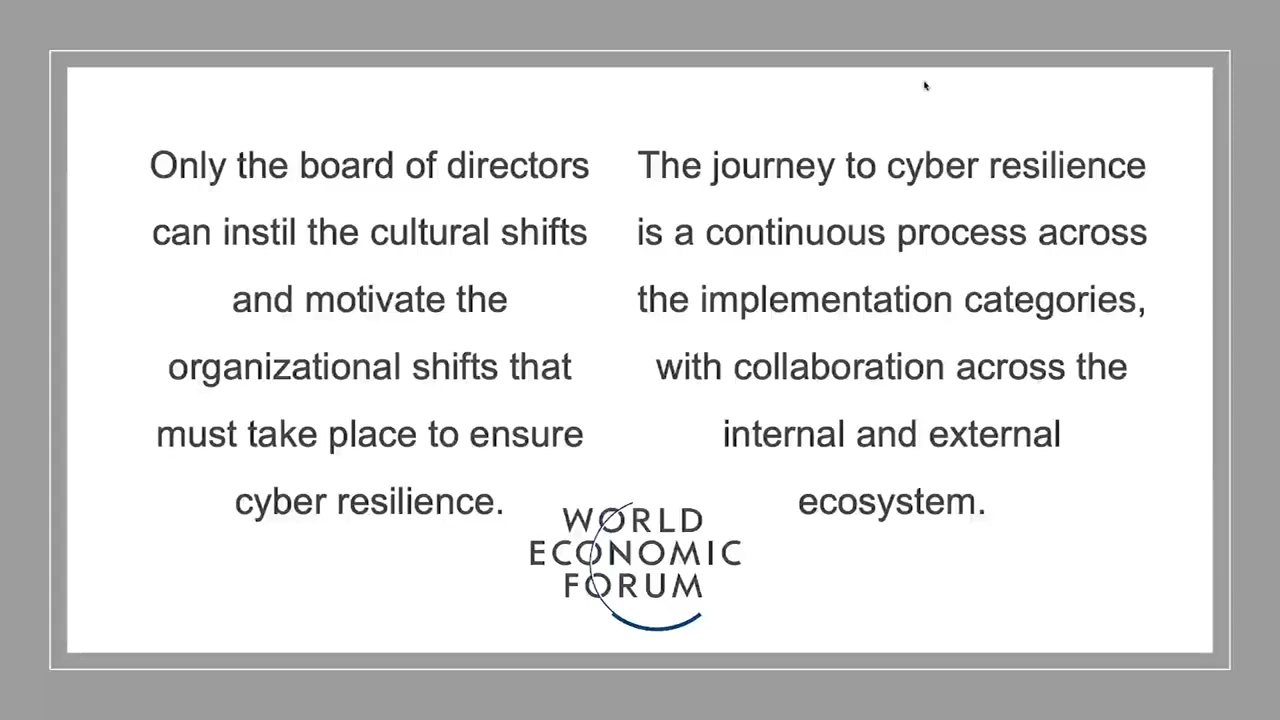 Only the board of directors
can instil the cultural shifts
and motivate the
organizational shifts that
must take place to ensure
cyber resilience.
The journey to cyber resilience
is a continuous process across
the implementation categories,
with collaboration across the
internal and external
ecosystem.
WORLD
ECONOMIC
FORUM